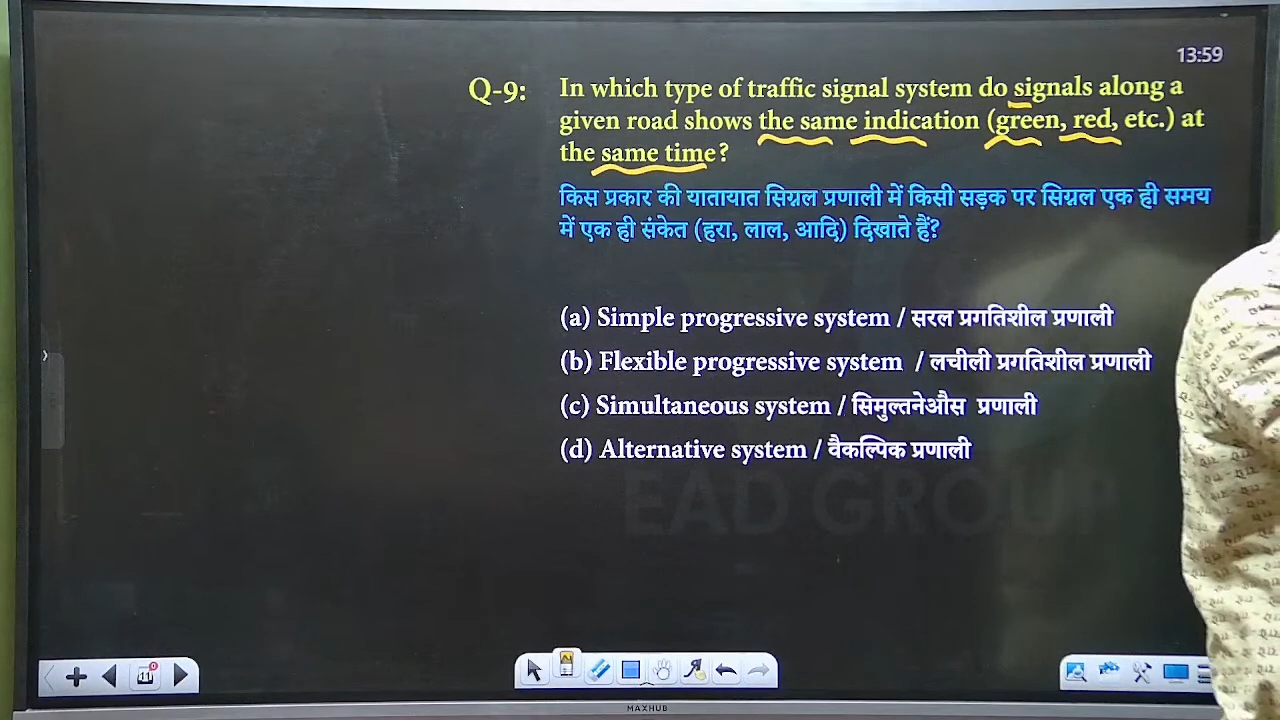 13:59
Q-9: In which type of traffic signal system do signals along a
given road shows the same indication (green, red, etc.) at
the same time?
किस प्रकार की यातायात सिग्नल प्रणाली में किसी सड़क पर सिग्नल एक ही समय
में एक ही संकेत (हरा, लाल, आदि) दिखाते हैं?
(a) Simple progressive system / सरल प्रगतिशील प्रणाली
(b) Flexible progressive system / लचीली प्रगतिशील प्रणाली
(c) Simultaneous system / सिमुल्तनेऔस प्रणाली
(d) Alternative system / वैकल्पिक प्रणाली
EAD GROUP
11
MAXHUB